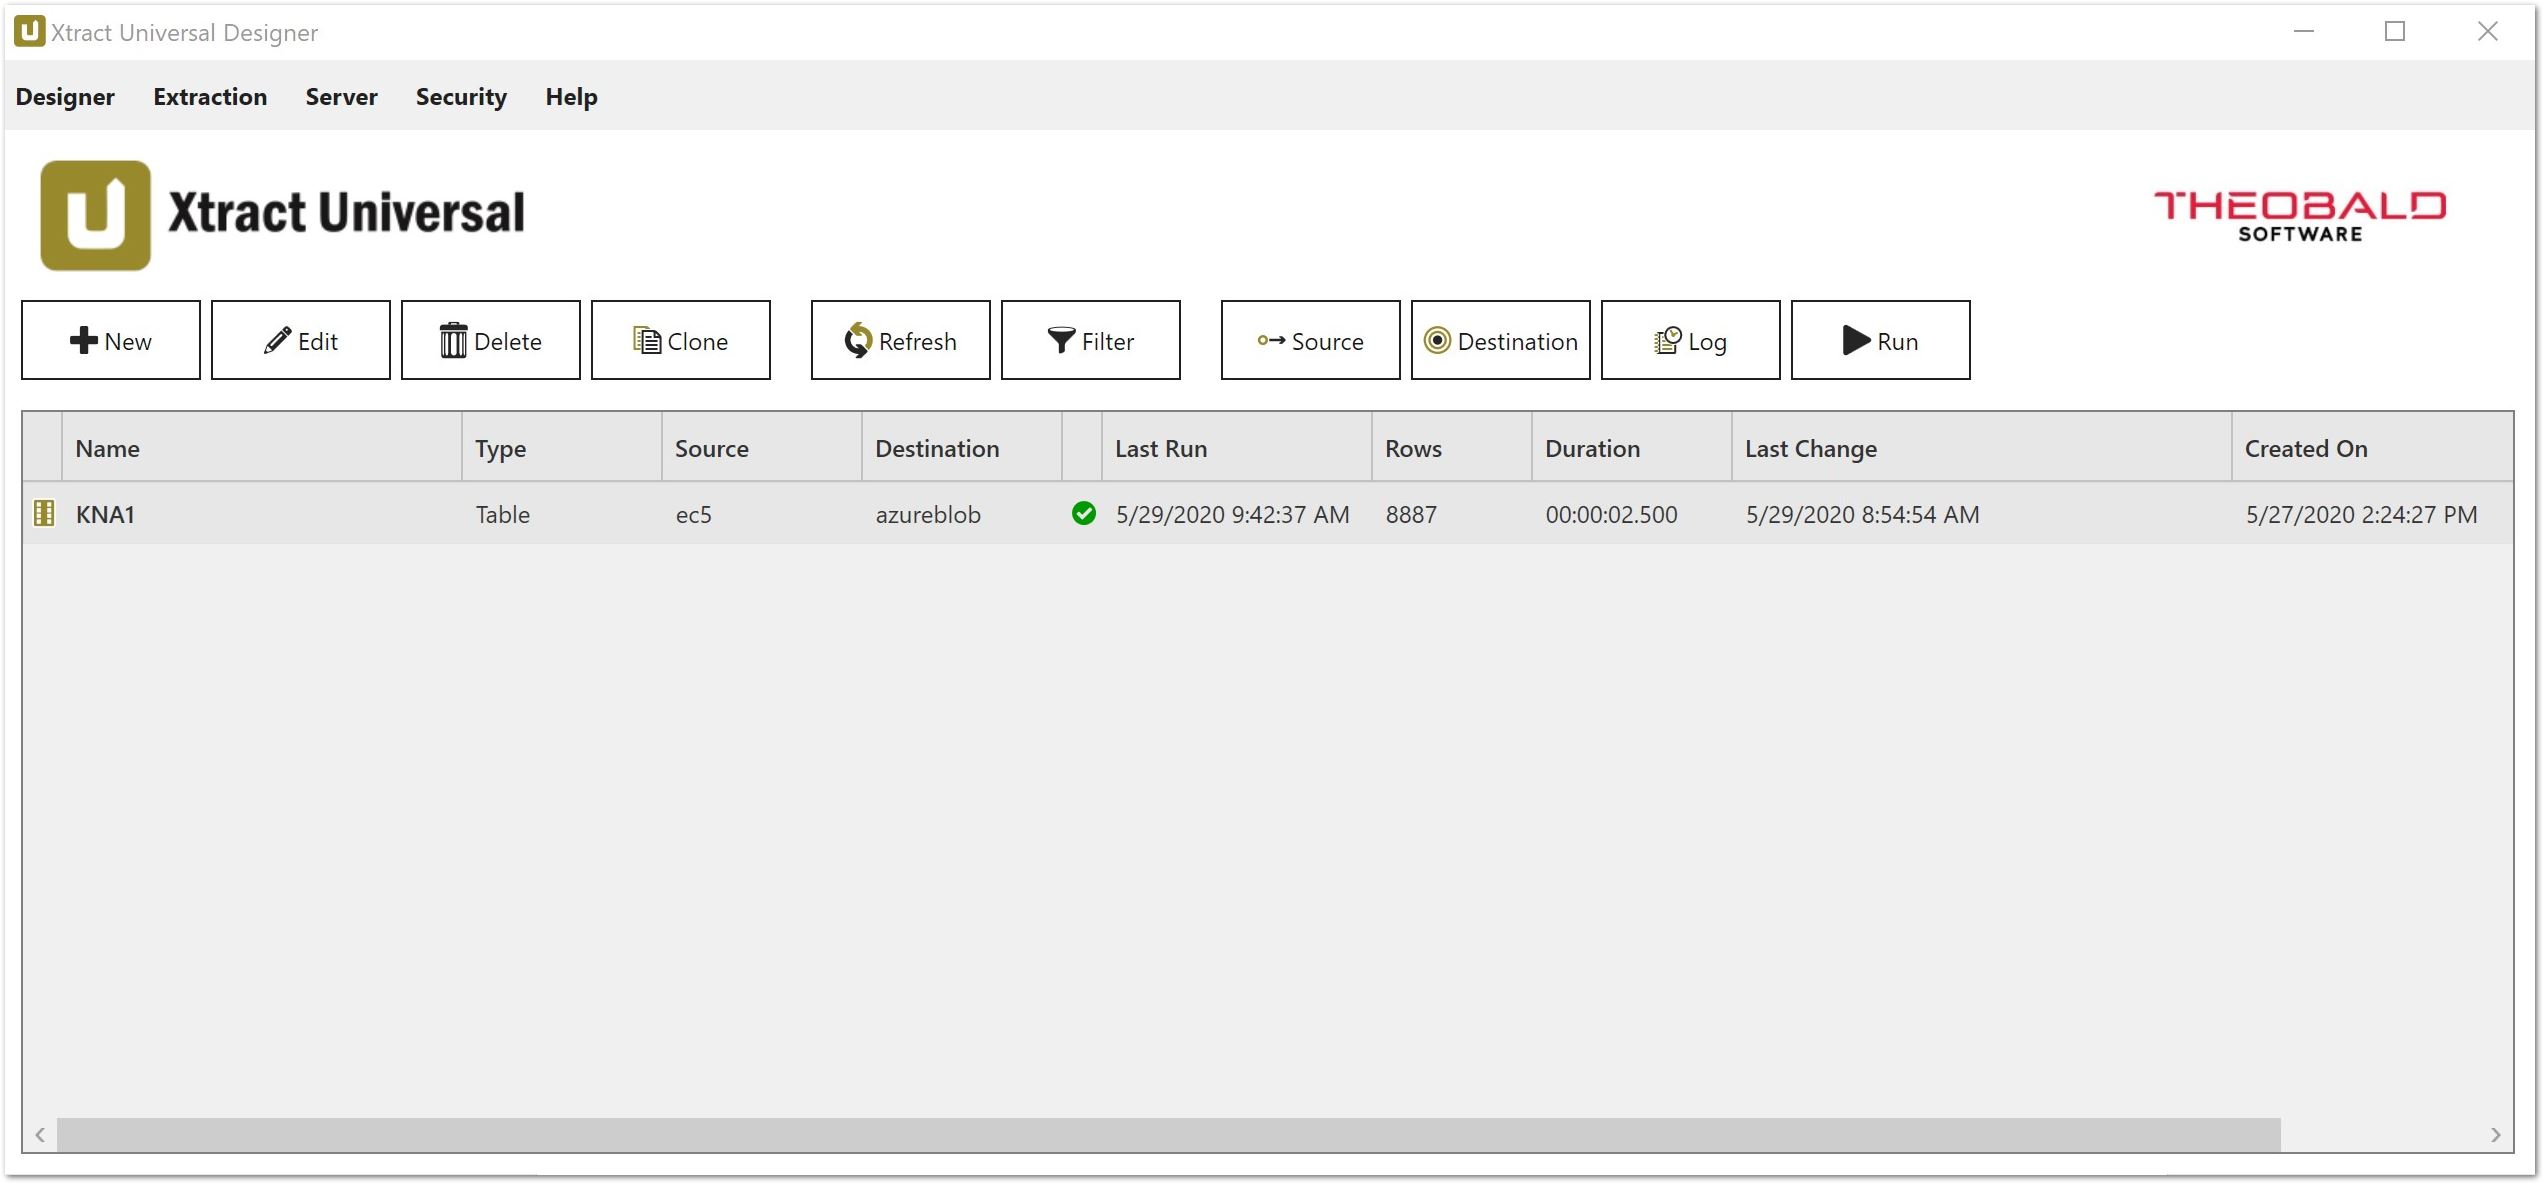 Xtract Universal Designer
Designer Extraction Server Security Help
Xtract Universal
THEOBALD
SOFTWARE
New Edit Delete Clone Refresh Filter Source Destination Log Run
Name Type Source Destination Last Run Rows Duration Last Change Created On
KNA1 Table ec5 azureblob 5/29/2020 9:42:37 AM 8887 00:00:02.500 5/29/2020 8:54:54 AM 5/27/2020 2:24:27 PM